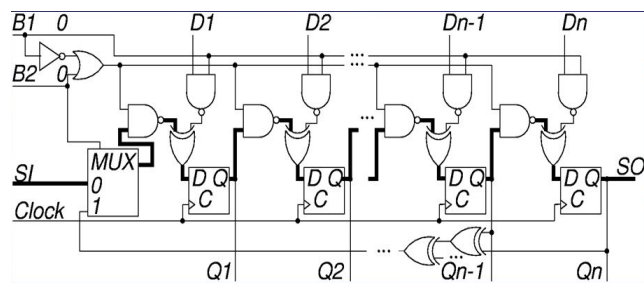 B1 0 D1 D2 Dn-1 Dn
... 
B2 0 ...
...
MUX
SI 0 D Q D Q D Q D Q SO
1 C C C C
Clock
... ...
Q1 Q2 Qn-1 Qn